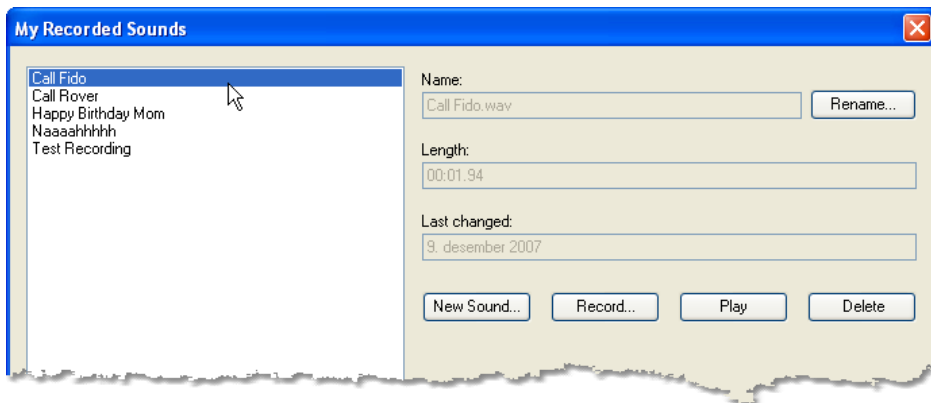 My Recorded Sounds
Call Fido
Call Rover
Happy Birthday Mom
Naaaahhhhh
Test Recording
Name:
Call Fido.wav
Rename...
Length:
00:01.94
Last changed:
9. desember 2007
New Sound...
Record...
Play
Delete